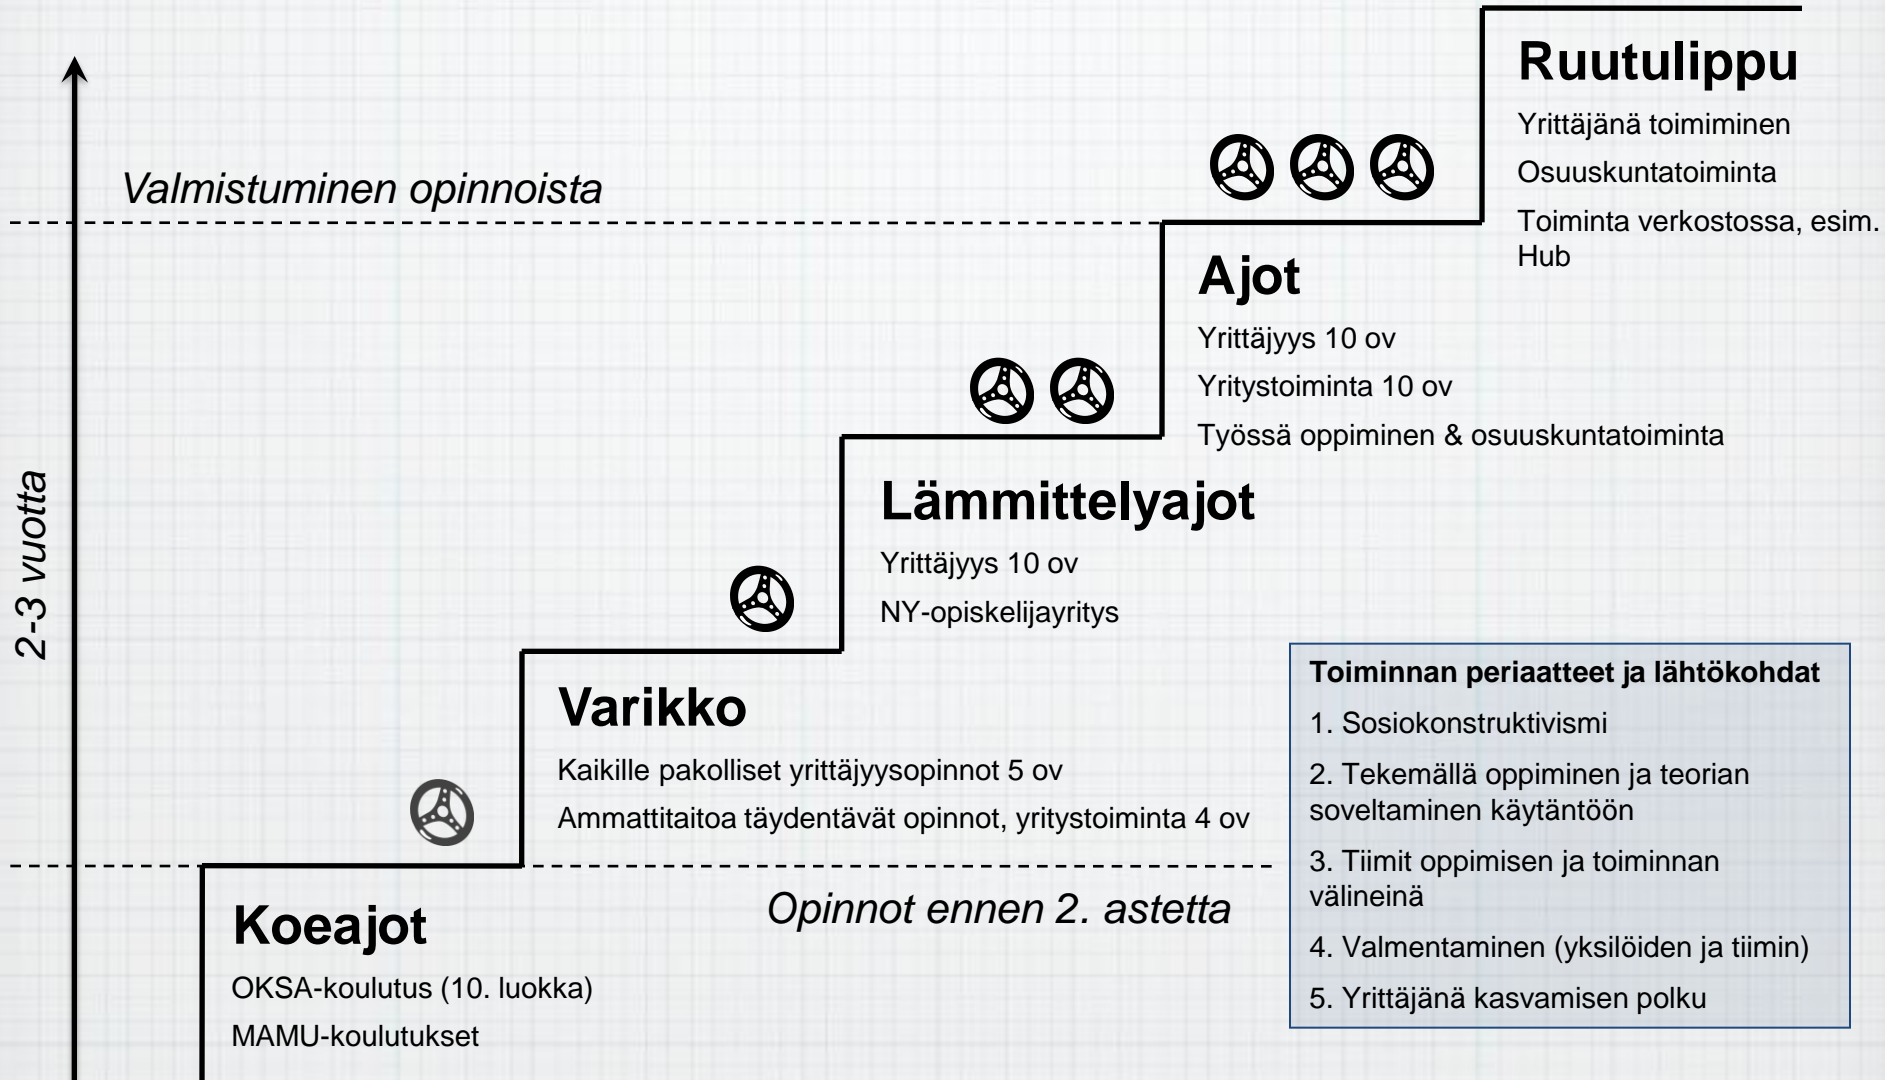 Ruutulippu
Yrittäjänä toimiminen
Osuuskuntatoiminta
Toiminta verkostossa, esim.
Hub
Valmistuminen opinnoista
Ajot
Yrittäjyys 10 ov
Yritystoiminta 10 ov
Työssä oppiminen & osuuskuntatoiminta
2-3 vuotta
Lämmittelyajot
Yrittäjyys 10 ov
NY-opiskelijayritys
Varikko
Kaikille pakolliset yrittäjyysopinnot 5 ov
Ammattitaitoa täydentävät opinnot, yritystoiminta 4 ov
Opinnot ennen 2. astetta
Koeajot
OKSA-koulutus (10. luokka)
MAMU-koulutukset
Toiminnan periaatteet ja lähtökohdat
1. Sosiokonstruktivismi
2. Tekemällä oppiminen ja teorian
soveltaminen käytäntöön
3. Tiimit oppimisen ja toiminnan
välineinä
4. Valmentaminen (yksilöiden ja tiimin)
5. Yrittäjänä kasvamisen polku